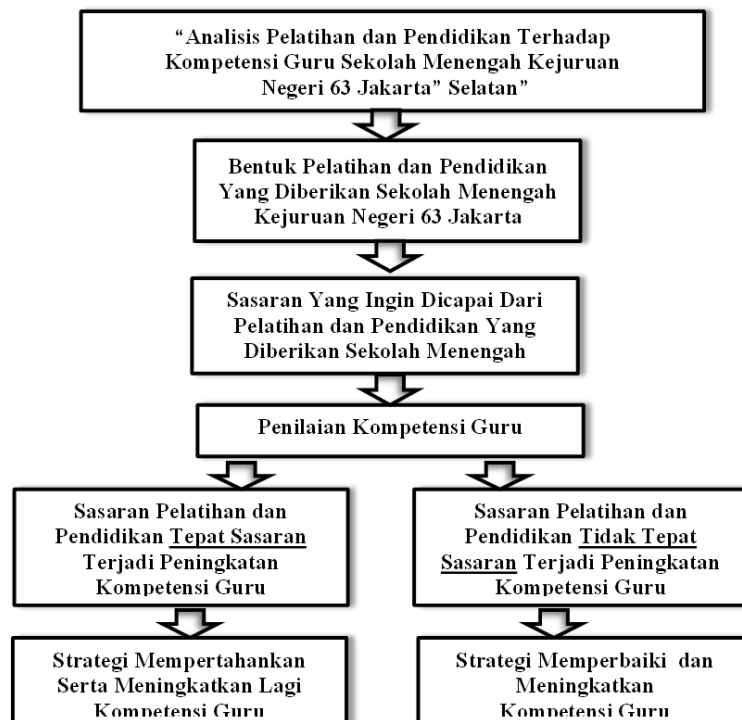 “Analisis Pelatihan dan Pendidikan Terhadap
Kompetensi Guru Sekolah Menengah Kejuruan
Negeri 63 Jakarta” Selatan”
Bentuk Pelatihan dan Pendidikan
Yang Diberikan Sekolah Menengah
Kejuruan Negeri 63 Jakarta
Sasaran Yang Ingin Dicapai Dari
Pelatihan dan Pendidikan Yang
Diberikan Sekolah Menengah
Penilaian Kompetensi Guru
Sasaran Pelatihan dan
Pendidikan Tepat Sasaran
Terjadi Peningkatan
Kompetensi Guru
Sasaran Pelatihan dan
Pendidikan Tidak Tepat
Sasaran Terjadi Peningkatan
Kompetensi Guru
Strategi Mempertahankan
Serta Meningkatkan Lagi
Kompetensi Guru
Strategi Memperbaiki dan
Meningkatkan
Kompetensi Guru